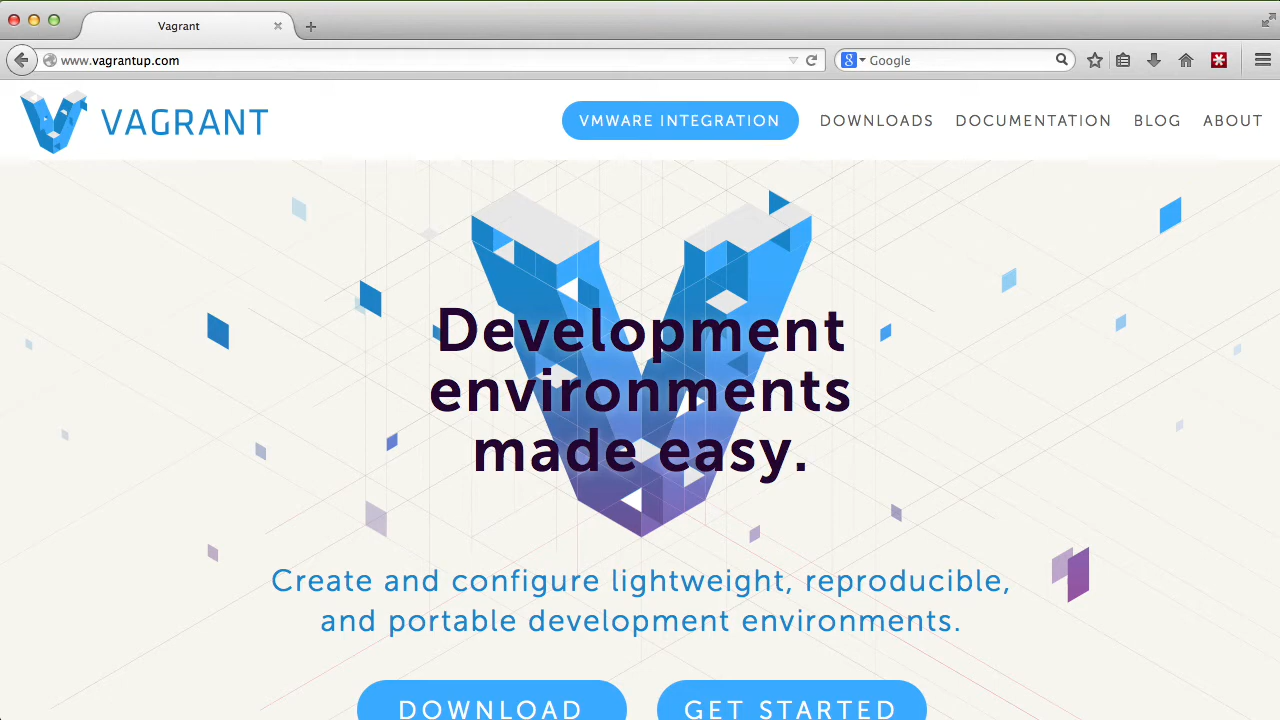 Vagrant
www.vagrantup.com
Google
VAGRANT
VMWARE INTEGRATION
DOWNLOADS
DOCUMENTATION
BLOG
ABOUT
Development
environments
made easy.
Create and configure lightweight, reproducible,
and portable development environments.
DOWNLOAD
GET STARTED